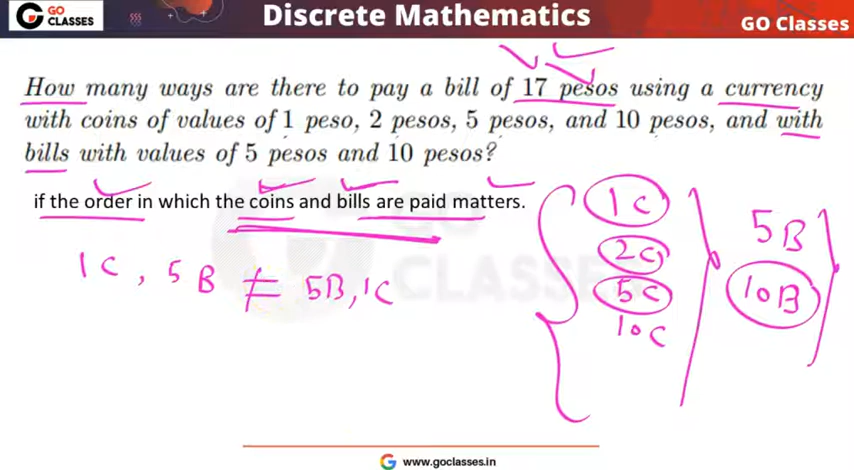 GO
CLASSES
Discrete Mathematics
GO Classes
How many ways are there to pay a bill of 17 pesos using a currency
with coins of values of 1 peso, 2 pesos, 5 pesos, and 10 pesos, and with
bills with values of 5 pesos and 10 pesos?
if the order in which the coins and bills are paid matters.
1C, 5B ≠ 5B, 1C
1C
2C
5C
10C
5B
10B
GO
CLASSES
www.goclasses.in